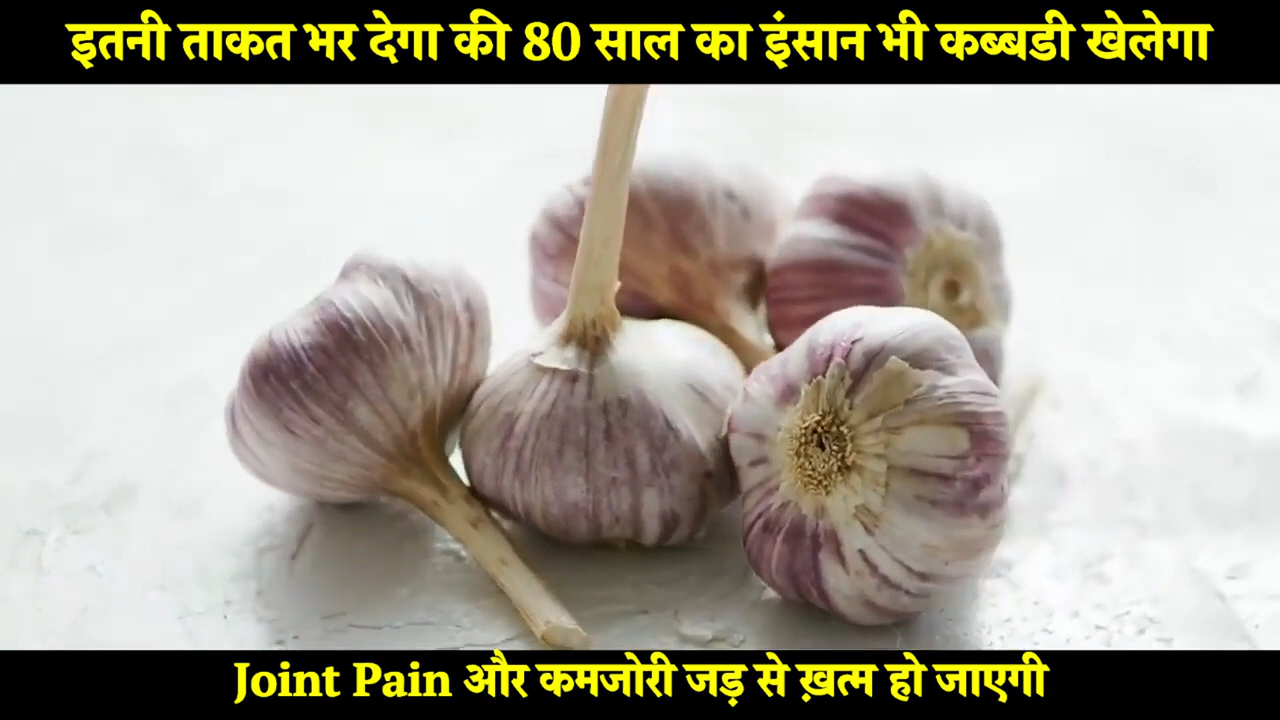 इतनी ताकत भर देगा की 80 साल का इंसान भी कब्बडी खेलेगा
Joint Pain और कमजोरी जड़ से ख़त्म हो जाएगी